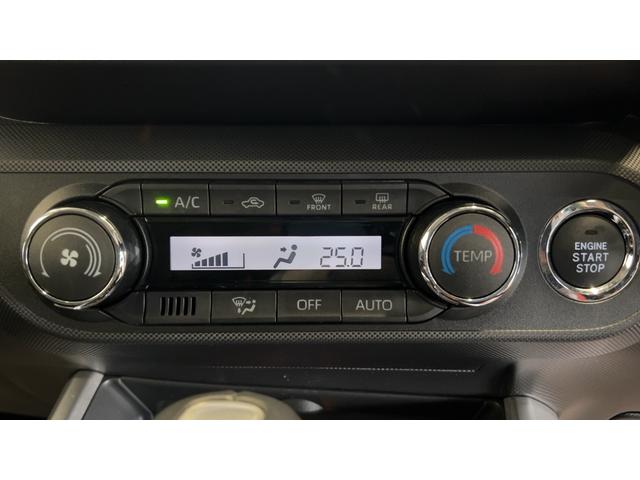 A/C
FRONT
REAR
25.0
TEMP
ENGINE
START
STOP
OFF
AUTO